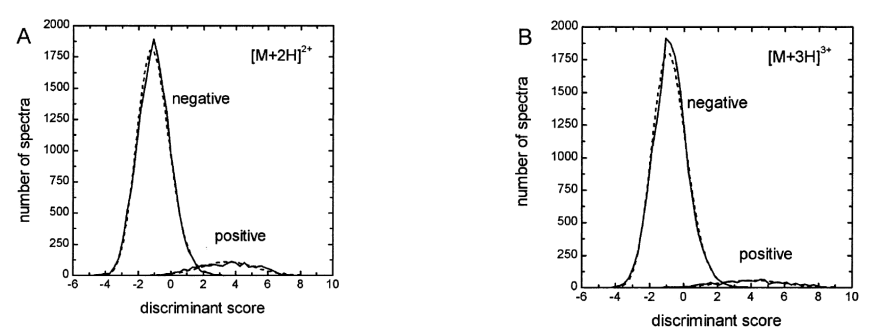 A
[M+2H]2+
negative
positive
number of spectra
2000
1750
1500
1250
1000
750
500
250
0
-6 -4 -2 0 2 4 6 8 10
discriminant score
B
[M+3H]3+
negative
positive
number of spectra
2000
1750
1500
1250
1000
750
500
250
0
-6 -4 -2 0 2 4 6 8 10
discriminant score